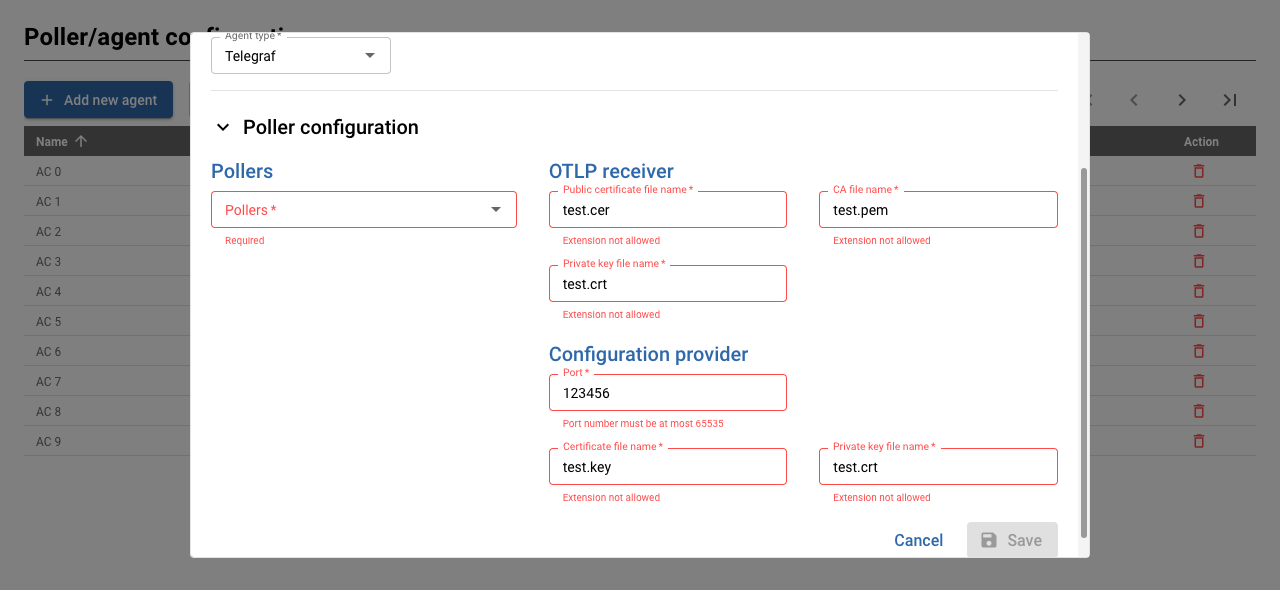 Poller/agent co
Agent type *
Telegraf
Add new agent
Name
Action
Poller configuration
AC 0
AC 1
AC 2
AC 3
AC 4
AC 5
AC 6
AC 7
AC 8
AC 9
Pollers
Pollers *
Required
OTLP receiver
Public certificate file name *
test.cer
Extension not allowed
CA file name *
test.pem
Extension not allowed
Private key file name *
test.crt
Extension not allowed
Configuration provider
Port *
123456
Port number must be at most 65535
Certificate file name *
test.key
Extension not allowed
Private key file name *
test.crt
Extension not allowed
Cancel
Save